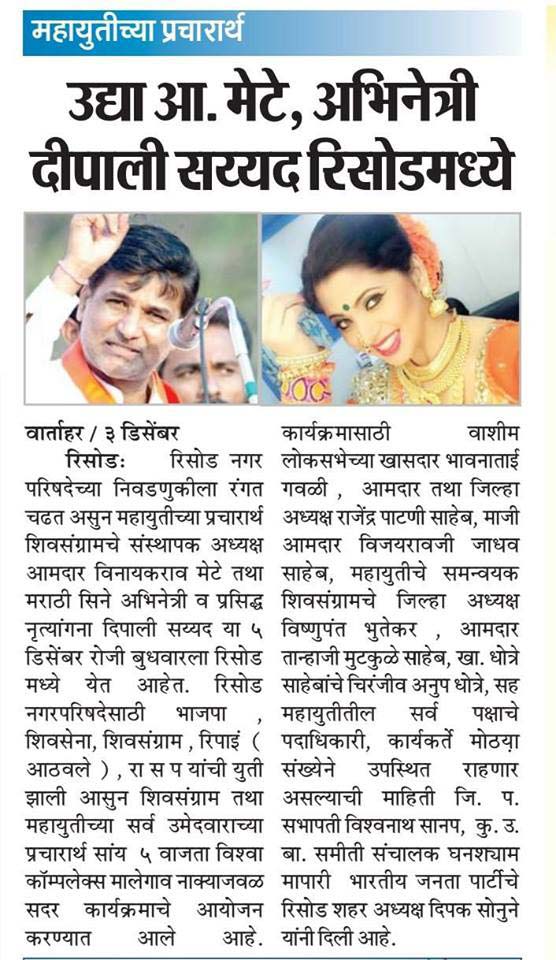 महायुतीच्या प्रचारार्थ
उद्या आ. मेटे, अभिनेत्री
दीपाली सय्यद रिसोडमध्ये
वार्ताहर / ३ डिसेंबर
रिसोड: रिसोड नगर
परिषदेच्या निवडणुकीला रंगत
चढत असुन महायुतीच्या प्रचारार्थ
शिवसंग्रामचे संस्थापक अध्यक्ष
आमदार विनायकराव मेटे तथा
मराठी सिने अभिनेत्री व प्रसिद्ध
नृत्यांगना दिपाली सय्यद या ५
डिसेंबर रोजी बुधवारला रिसोड
मध्ये येत आहेत. रिसोड
नगरपरिषदेसाठी भाजपा ,
शिवसेना, शिवसंग्राम , रिपाइं (
आठवले ) , रा स प यांची युती
झाली आसुन शिवसंग्राम तथा
महायुतीच्या सर्व उमेदवाराच्या
प्रचारार्थ सांय ५ वाजता विश्वा
कॉम्पलेक्स मालेगाव नाक्याजवळ
सदर कार्यक्रमाचे आयोजन
करण्यात आले आहे.
कार्यक्रमासाठी वाशीम
लोकसभेच्या खासदार भावनाताई
गवळी , आमदार तथा जिल्हा
अध्यक्ष राजेंद्र पाटणी साहेब, माजी
आमदार विजयरावजी जाधव
साहेब, महायुतीचे समन्वयक
शिवसंग्रामचे जिल्हा अध्यक्ष
विष्णुपंत भुतेकर , आमदार
तान्हाजी मुटकुळे साहेब, खा. धोत्रे
साहेबांचे चिरंजीव अनुप धोत्रे, सह
महायुतीतील सर्व पक्षाचे
पदाधिकारी, कार्यकर्ते मोठय़ा
संख्येने उपस्थित राहणार
असल्याची माहिती जि. प.
सभापती विश्वनाथ सानप, कृ. उ.
बा. समीती संचालक घनश्याम
मापारी भारतीय जनता पार्टीचे
रिसोड शहर अध्यक्ष दिपक सोनुने
यांनी दिली आहे.